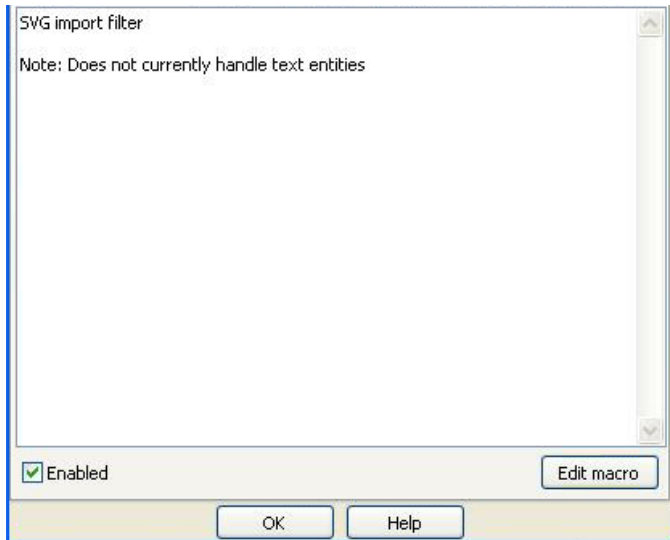 SVG import filter
Note: Does not currently handle text entities
Enabled
Edit macro
OK
Help